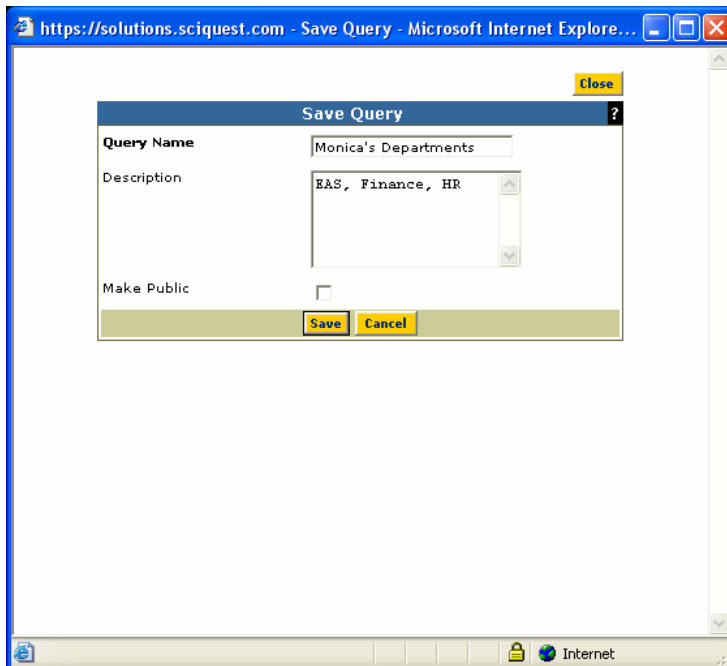 https://solutions.sciquest.com - Save Query - Microsoft Internet Explore...
Close
Save Query ?
Query Name Monica's Departments
Description EAS, Finance, HR
Make Public
Save Cancel
Internet